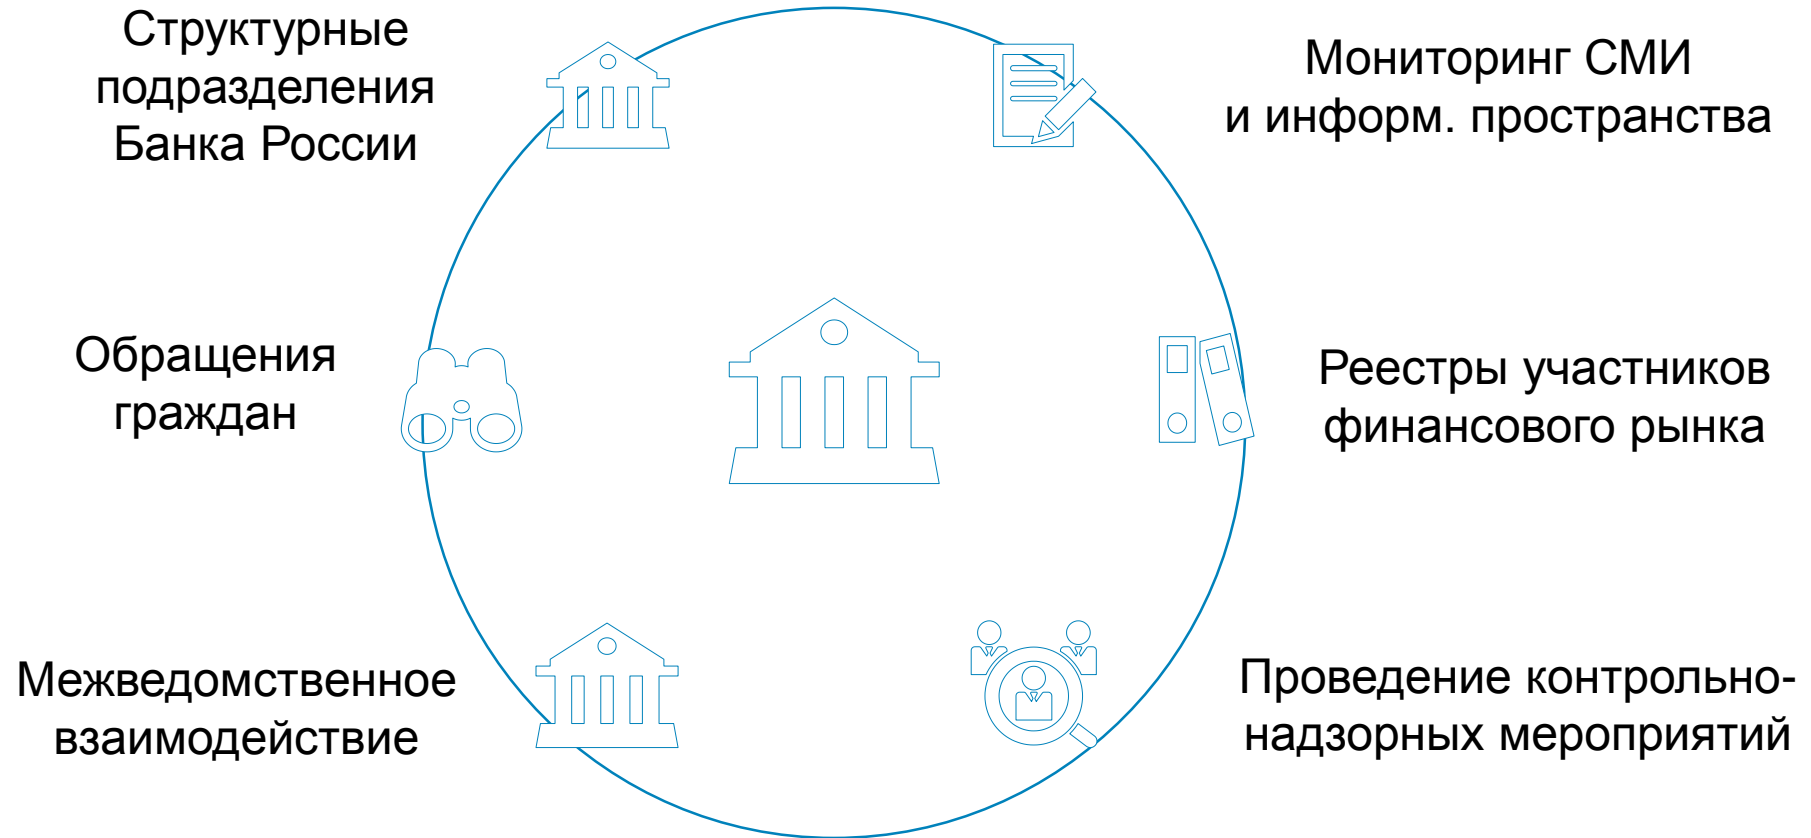 Структурные
подразделения
Банка России
Мониторинг СМИ
и информ. пространства
Обращения
граждан
Реестры участников
финансового рынка
Межведомственное
взаимодействие
Проведение контрольно-
надзорных мероприятий